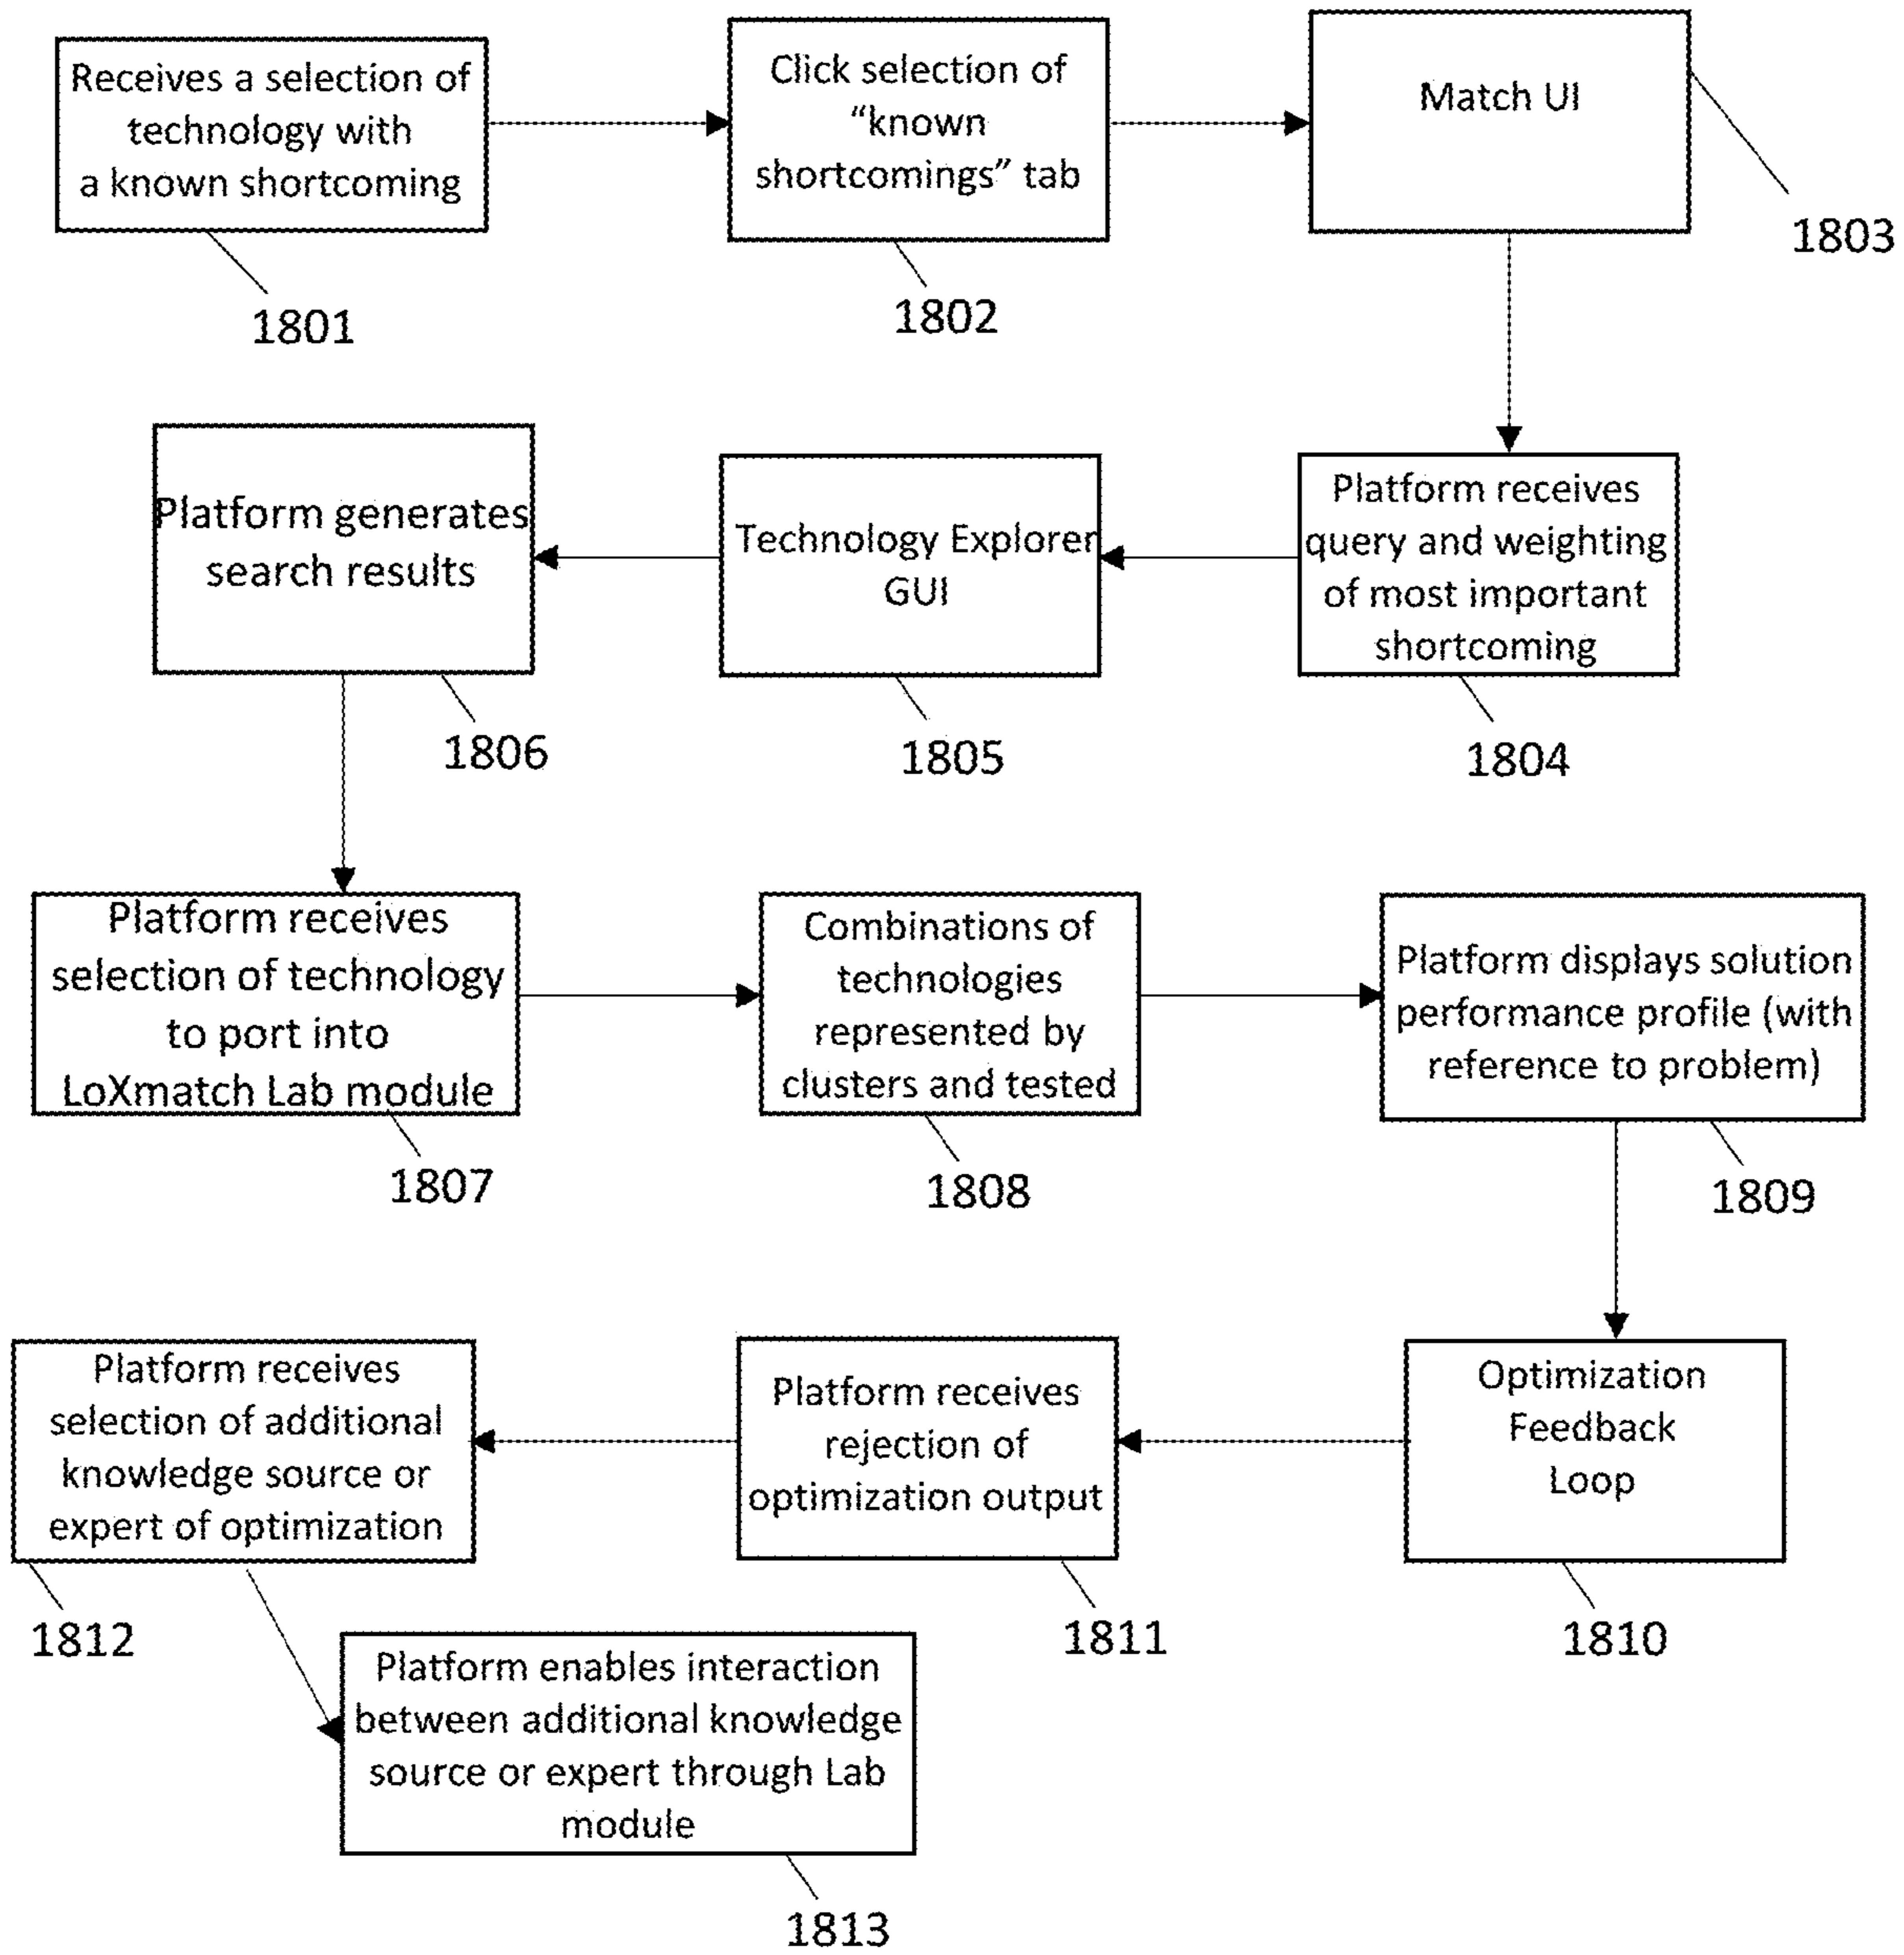 Receives a selection of
technology with
a known shortcoming
1801
Click selection of
“known
shortcomings” tab
1802
Match UI
1803
Platform receives
query and weighting
of most important
shortcoming
1804
Technology Explorer
GUI
1805
Platform generates
search results
1806
Platform receives
selection of technology
to port into
LoXmatch Lab module
1807
Combinations of
technologies
represented by
clusters and tested
1808
Platform displays solution
performance profile (with
reference to problem)
1809
Optimization
Feedback
Loop
1810
Platform receives
rejection of
optimization output
1811
Platform receives
selection of additional
knowledge source or
expert of optimization
1812
Platform enables interaction
between additional knowledge
source or expert through Lab
module
1813